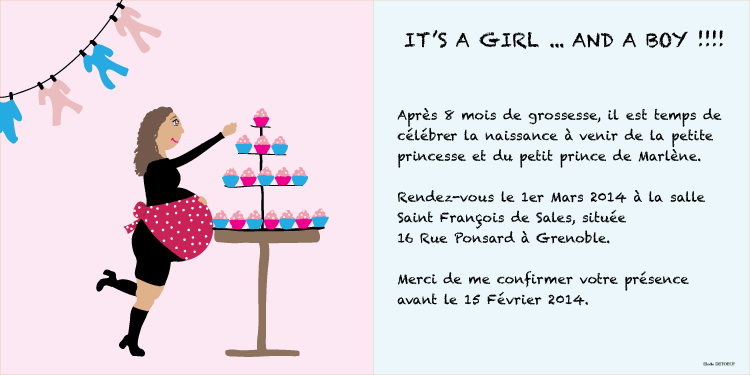 IT'S A GIRL ... AND A BOY !!!!
Après 8 mois de grossesse, il est temps de
célébrer la naissance à venir de la petite
princesse et du petit prince de Marlène.
Rendez-vous le 1er Mars 2014 à la salle
Saint François de Sales, située
16 Rue Ponsard à Grenoble.
Merci de me confirmer votre présence
avant le 15 Février 2014.